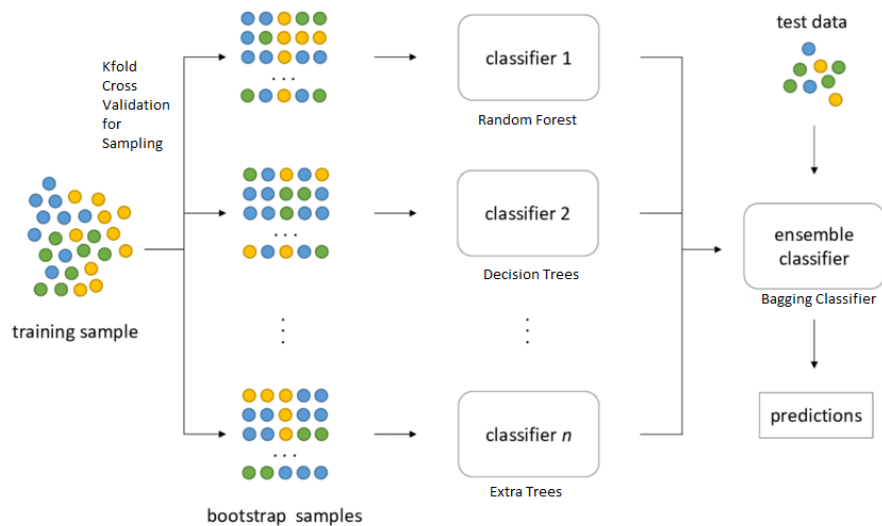 Kfold
Cross
Validation
for
Sampling
training sample
...
...
...
bootstrap samples
classifier 1
Random Forest
classifier 2
Decision Trees
classifier n
Extra Trees
test data
ensemble
classifier
Bagging Classifier
predictions